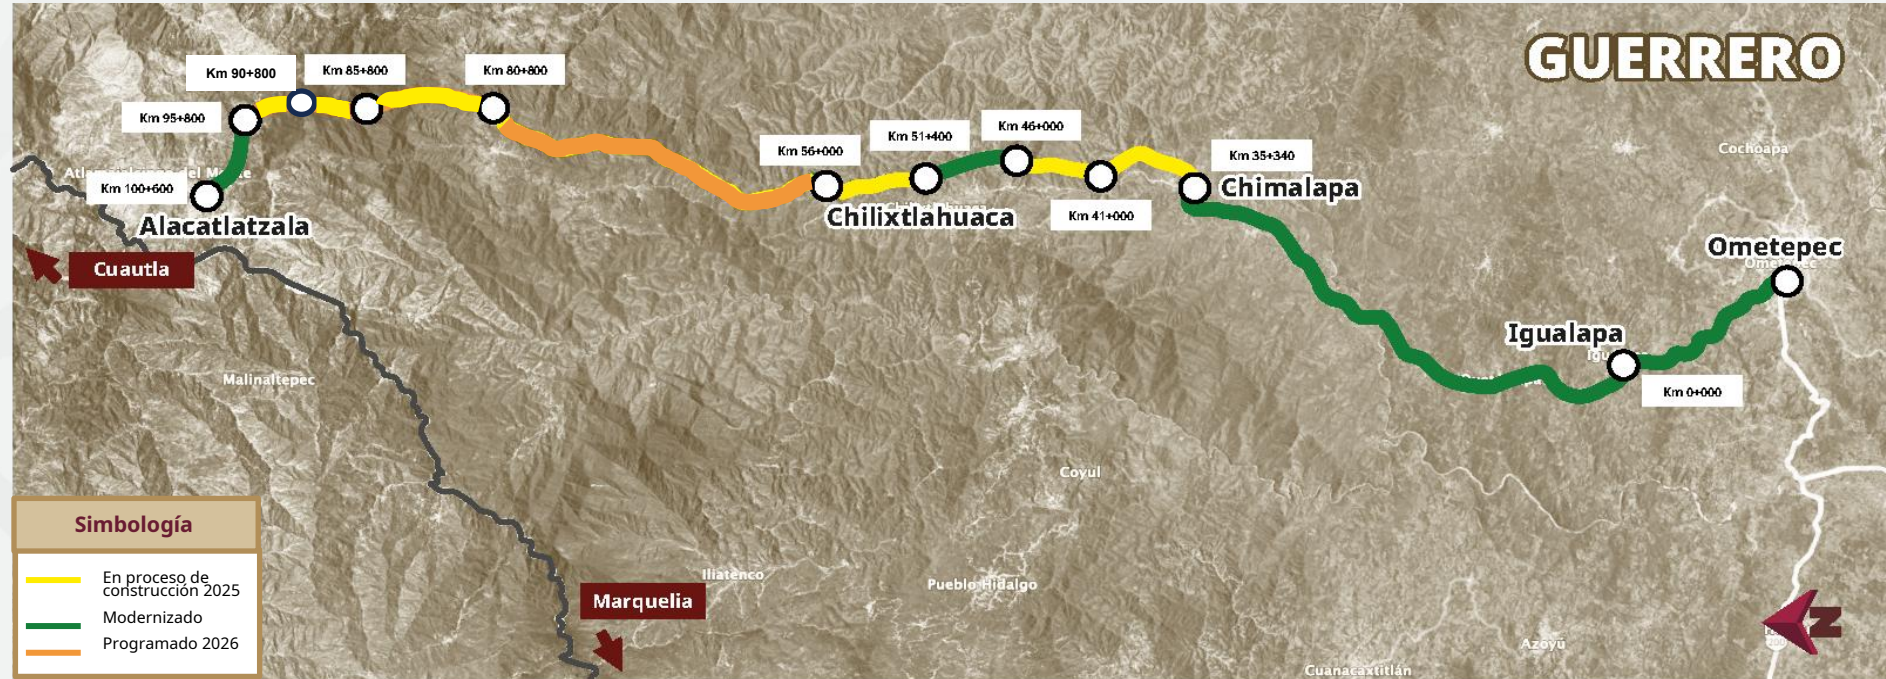 GUERRERO
Km 90+800
Km 85+800
Km 80+800
Km 95+800
Km 100+600
Alacatlatzala
Cuautla
Km 56+000
Km 51+400
Km 46+000
Km 35+340
Chimalapa
Chilixtlahuaca
Km 41+000
Cochoapa
Ometepec
Ometepec
Igualapa
Km 0+000
Malinaltepec
Coyul
Iliatenco
Pueblo Hidalgo
Marquelia
Azoyú
Cuanacaxtitlán
Z
Simbología
En proceso de
construcción 2025
Modernizado
Programado 2026